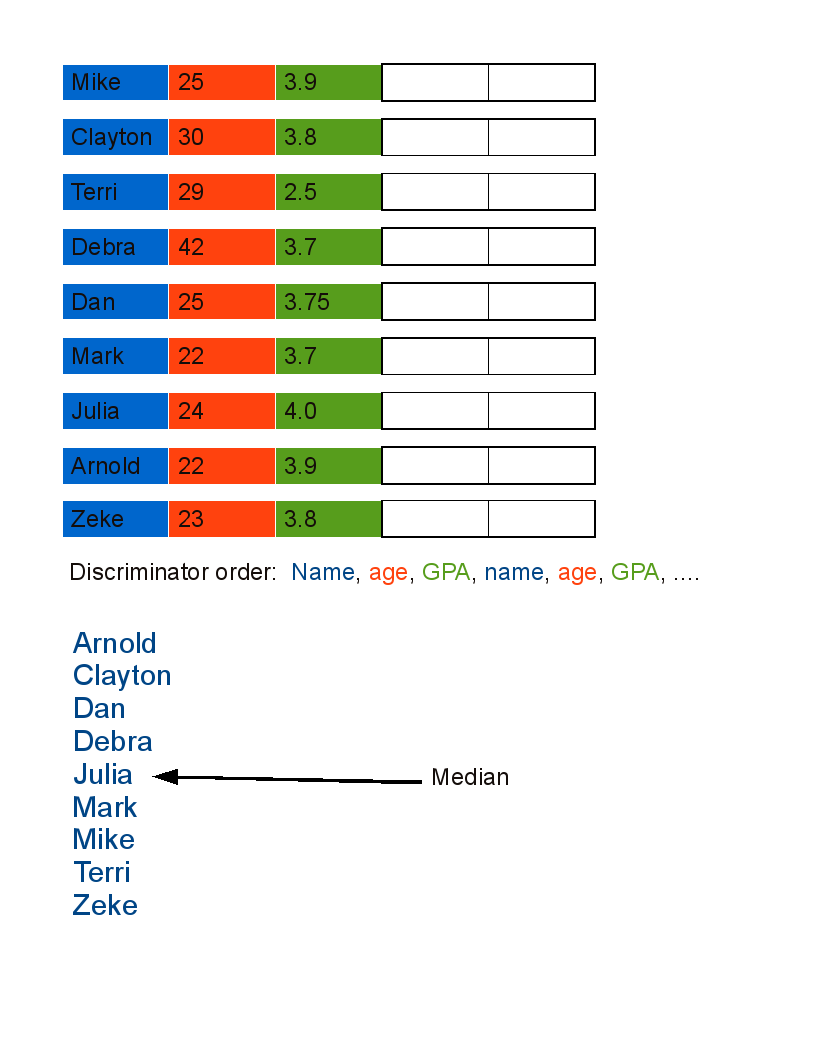 Mike 25 3.9
Clayton 30 3.8
Terri 29 2.5
Debra 42 3.7
Dan 25 3.75
Mark 22 3.7
Julia 24 4.0
Arnold 22 3.9
Zeke 23 3.8
Discriminator order: Name, age, GPA, name, age, GPA, ....
Arnold
Clayton
Dan
Debra
Julia Median
Mark
Mike
Terri
Zeke